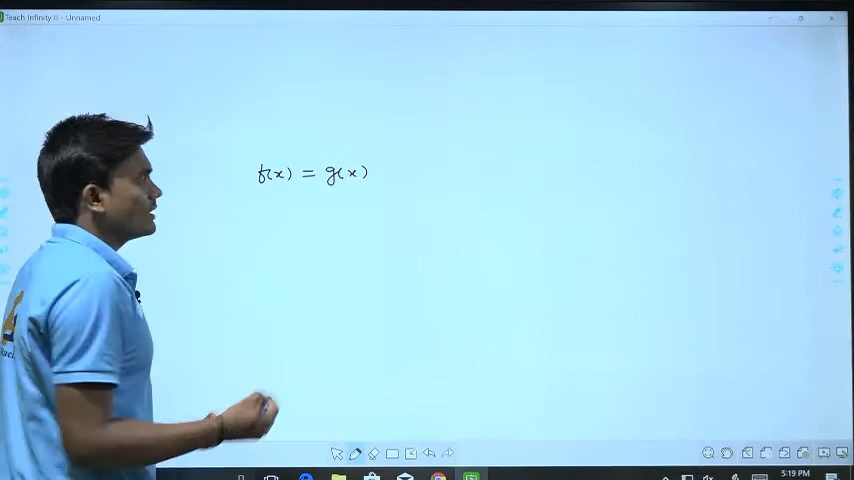 Teach Infinity II - Unnamed
f(x) = g(x)
5:19 PM